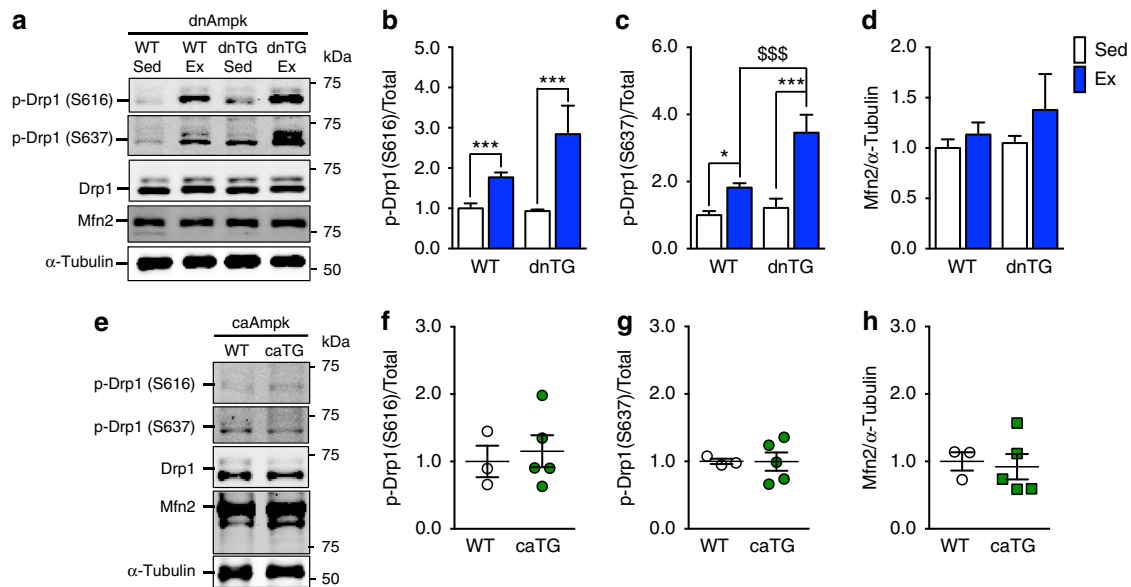 a
dnAmpk
WT Sed
WT Ex
dnTG Sed
dnTG Ex
kDa
75
p-Drp1 (S616)
75
p-Drp1 (S637)
75
Drp1
Mfn2
75
α-Tubulin
50
b
p-Drp1(S616)/Total
5.0
4.0
3.0
2.0
1.0
0.0
***
***
WT
dnTG
c
p-Drp1(S637)/Total
6.0
4.0
2.0
0.0
*
$$$
***
WT
dnTG
d
Mfn2/α-Tubulin
2.0
1.5
1.0
0.5
0.0
WT
dnTG
Sed
Ex
e
caAmpk
WT
caTG
kDa
75
p-Drp1 (S616)
75
p-Drp1 (S637)
75
Drp1
Mfn2
75
α-Tubulin
50
f
p-Drp1(S616)/Total
3.0
2.0
1.0
0.0
WT
caTG
g
p-Drp1(S637)/Total
3.0
2.0
1.0
0.0
WT
caTG
h
Mfn2/α-Tubulin
3.0
2.0
1.0
0.0
WT
caTG